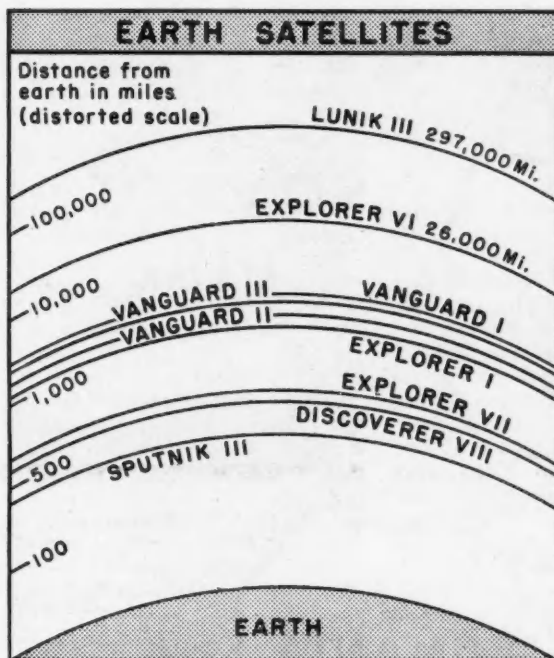 EARTH SATELLITES
Distance from
earth in miles
(distorted scale)
LUNIK III 297,000 Mi.
100,000
EXPLORER VI 26,000 Mi.
10,000
VANGUARD III
VANGUARD I
VANGUARD II
EXPLORER I
1,000
EXPLORER VII
DISCOVERER VIII
500
SPUTNIK III
100
EARTH